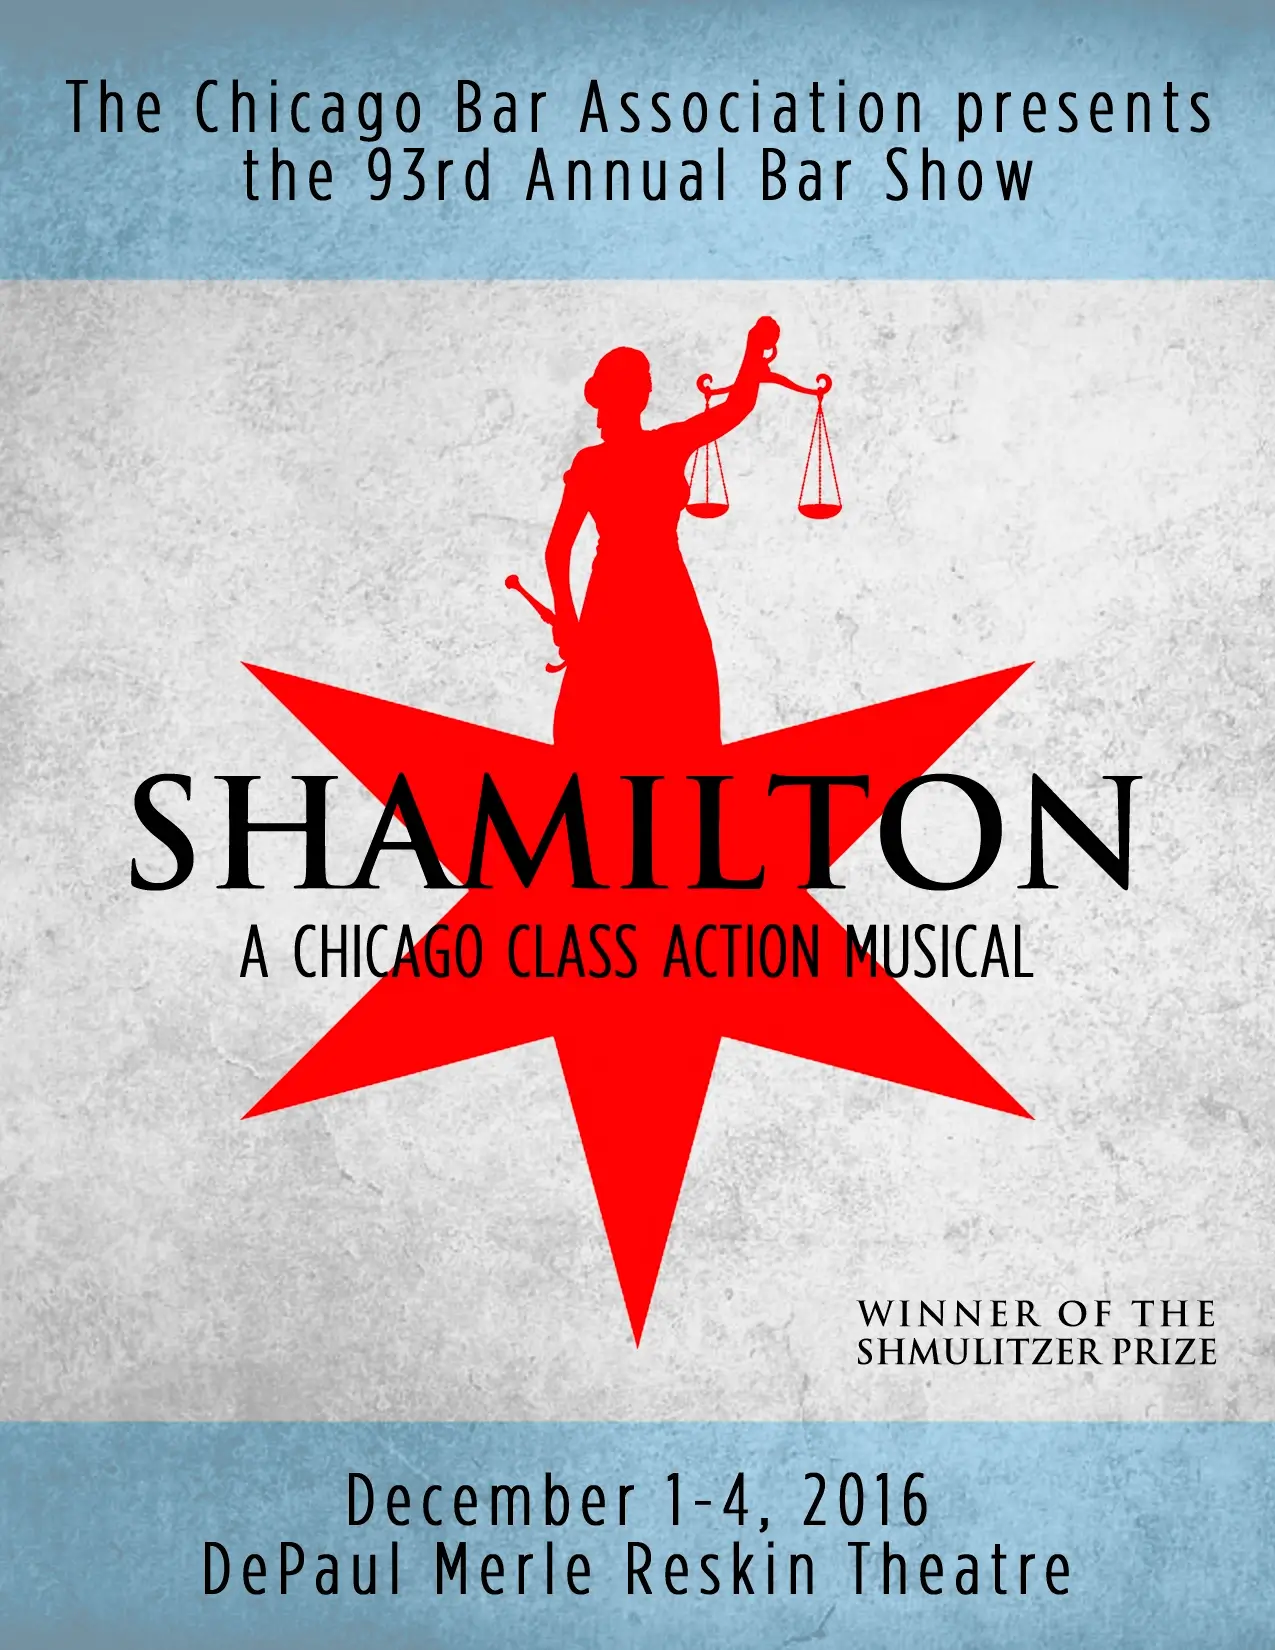 The Chicago Bar Association presents
the 93rd Annual Bar Show
SHAMILTON
A CHICAGO CLASS ACTION MUSICAL
WINNER OF THE
SHMULITZER PRIZE
December 1-4, 2016
DePaul Merle Reskin Theatre